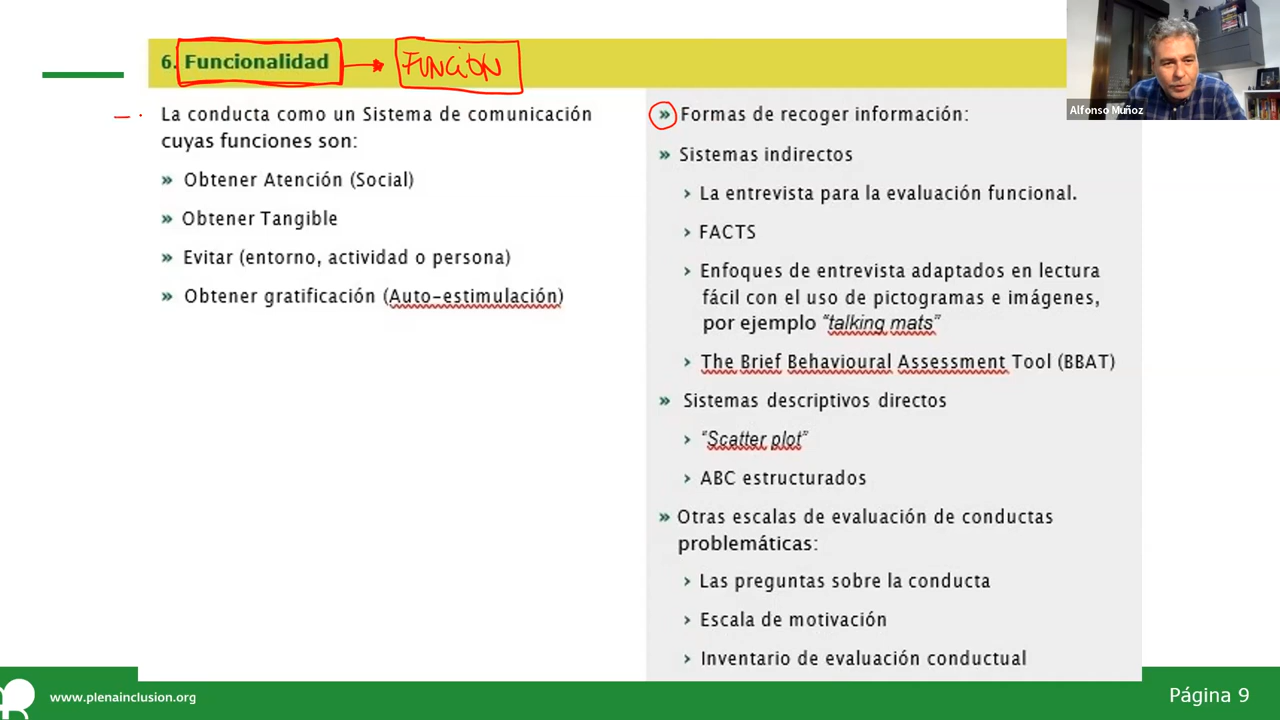 6. Funcionalidad
FUNCIÓN
La conducta como un Sistema de comunicación
cuyas funciones son:
» Obtener Atención (Social)
» Obtener Tangible
» Evitar (entorno, actividad o persona)
» Obtener gratificación (Auto-estimulación)
» Formas de recoger información:
» Sistemas indirectos
› La entrevista para la evaluación funcional.
› FACTS
› Enfoques de entrevista adaptados en lectura
fácil con el uso de pictogramas e imágenes,
por ejemplo “talking mats”
› The Brief Behavioural Assessment Tool (BBAT)
» Sistemas descriptivos directos
› “Scatter plot”
› ABC estructurados
» Otras escalas de evaluación de conductas
problemáticas:
› Las preguntas sobre la conducta
› Escala de motivación
› Inventario de evaluación conductual
Alfonso Muñoz
www.plenainclusion.org
Página 9